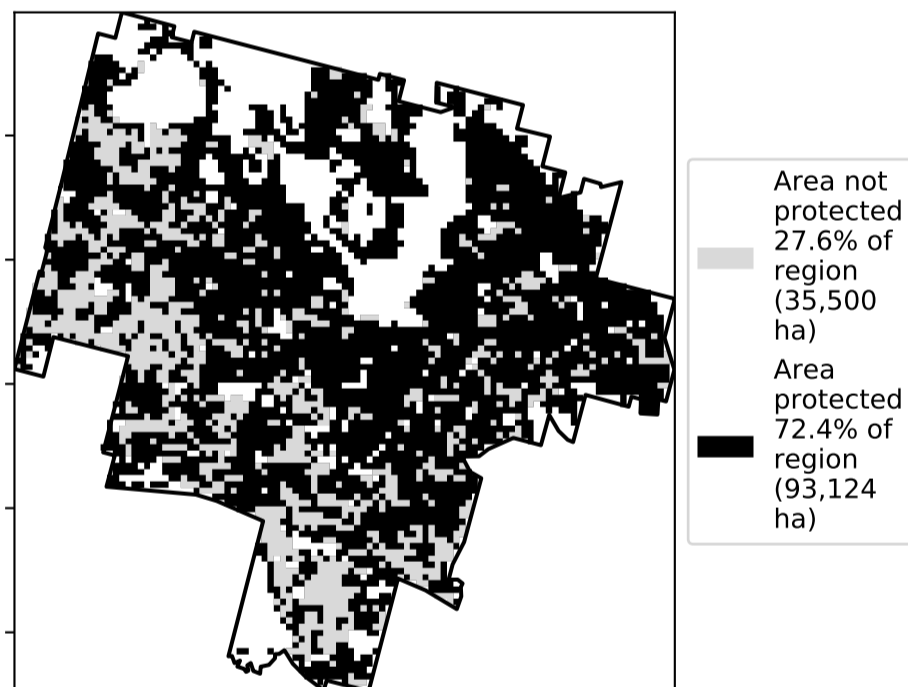 Area not
protected
27.6% of
region
(35,500
ha)
Area
protected
72.4% of
region
(93,124
ha)